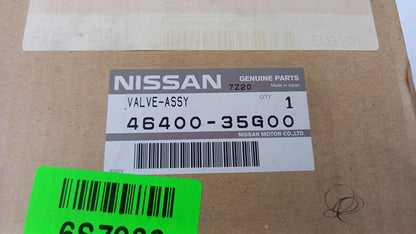 NISSAN GENUINE PARTS
7Z20 Made in Japan
VALVE-ASSY QTY 1
46400-35G00
NISSAN MOTOR CO.,LTD